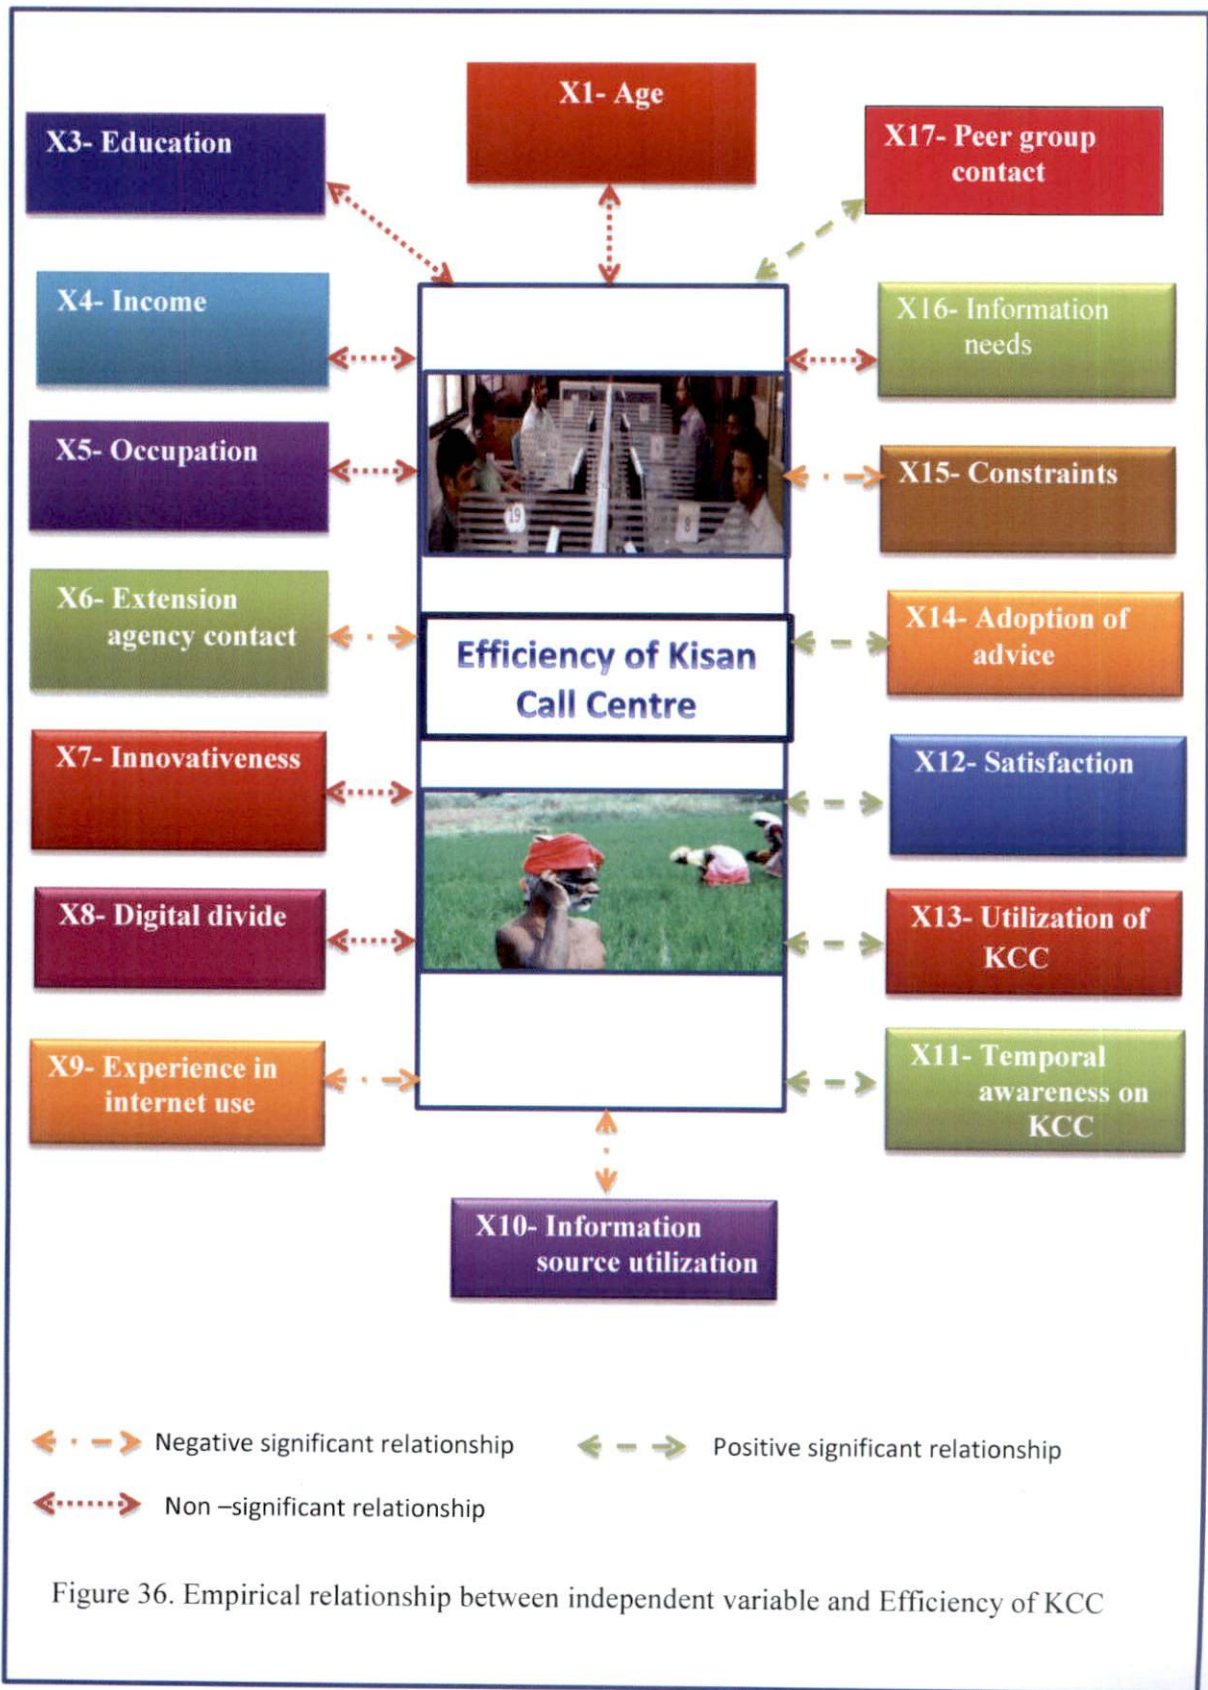 X1- Age
X3- Education
X17- Peer group
contact
X4- Income
X16- Information
needs
X5- Occupation
X15- Constraints
19
8
X6- Extension
agency contact
X14- Adoption of
advice
Efficiency of Kisan
Call Centre
X7- Innovativeness
X12- Satisfaction
X8- Digital divide
X13- Utilization of
KCC
X9- Experience in
internet use
X11- Temporal
awareness on
KCC
X10- Information
source utilization
Negative significant relationship
Positive significant relationship
Non –significant relationship
Figure 36. Empirical relationship between independent variable and Efficiency of KCC